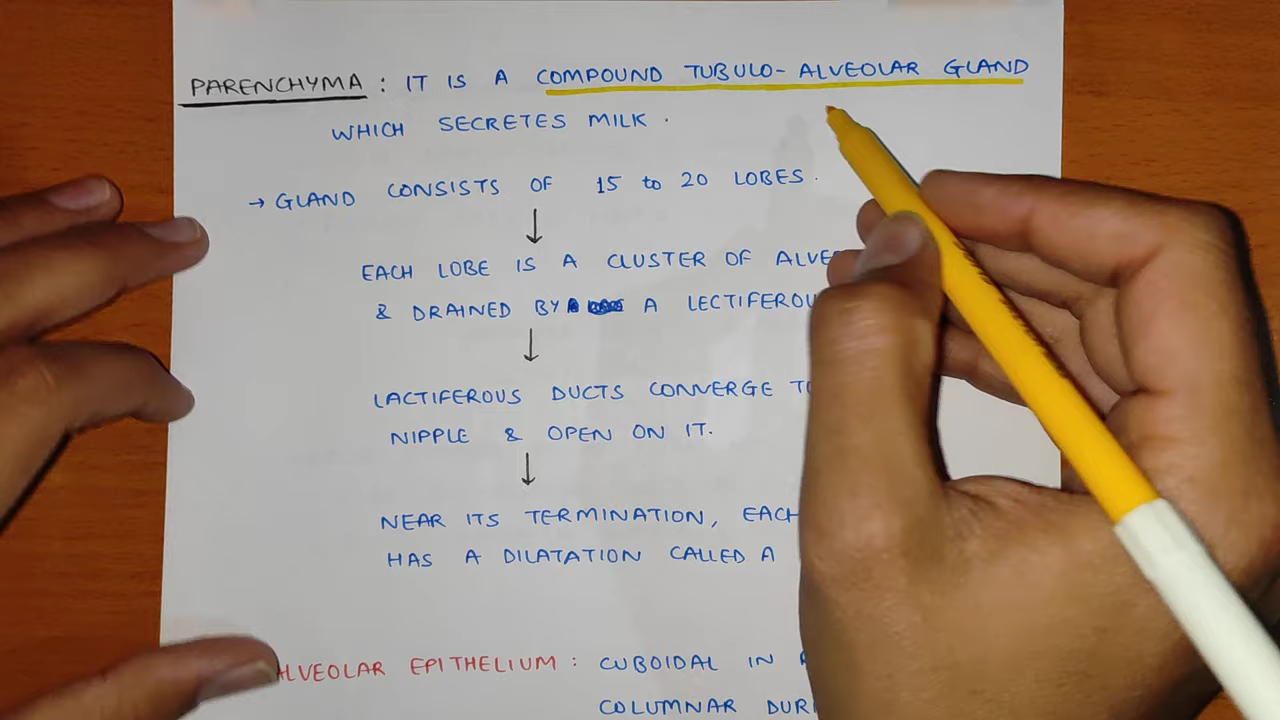 PARENCHYMA : IT IS A COMPOUND TUBULO-ALVEOLAR GLAND
WHICH SECRETES MILK.
→ GLAND CONSISTS OF 15 to 20 LOBES.
↓
EACH LOBE IS A CLUSTER OF
& DRAINED BY A
↓
LACTIFEROUS DUCTS CONVERGE
NIPPLE & OPEN ON IT.
↓
NEAR ITS TERMINATION, EACH
HAS A DILATATION CALLED A
ALVEOLAR EPITHELIUM : CUBOIDAL IN
COLUMNAR